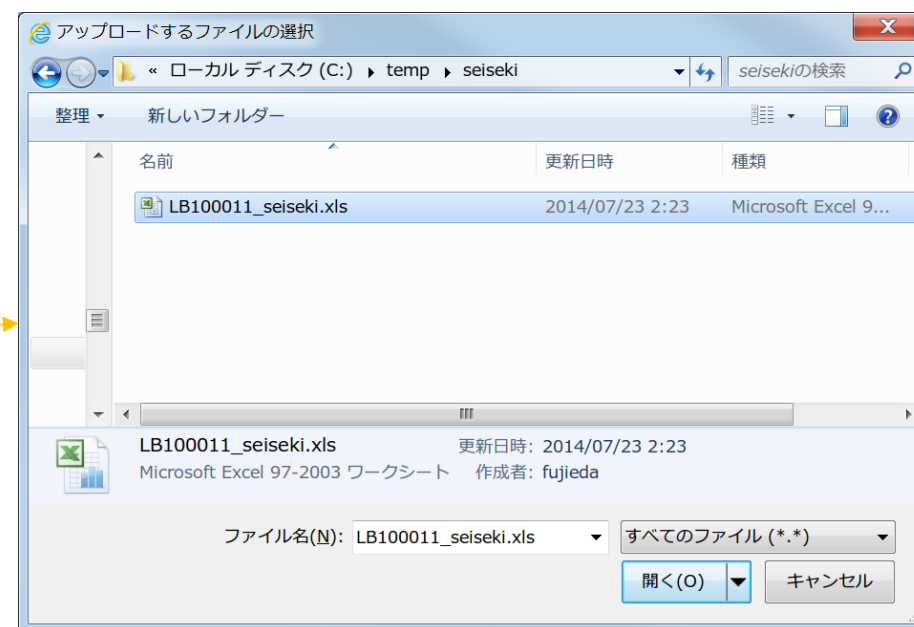 アップロードするファイルの選択
« ローカル ディスク (C:) ▸ temp ▸ seiseki seisekiの検索
整理 新しいフォルダー
名前 更新日時 種類
LB100011_seiseki.xls 2014/07/23 2:23 Microsoft Excel 9...
LB100011_seiseki.xls 更新日時: 2014/07/23 2:23
Microsoft Excel 97-2003 ワークシート 作成者: fujieda
ファイル名(N): LB100011_seiseki.xls すべてのファイル (*.*)
開く(O) キャンセル